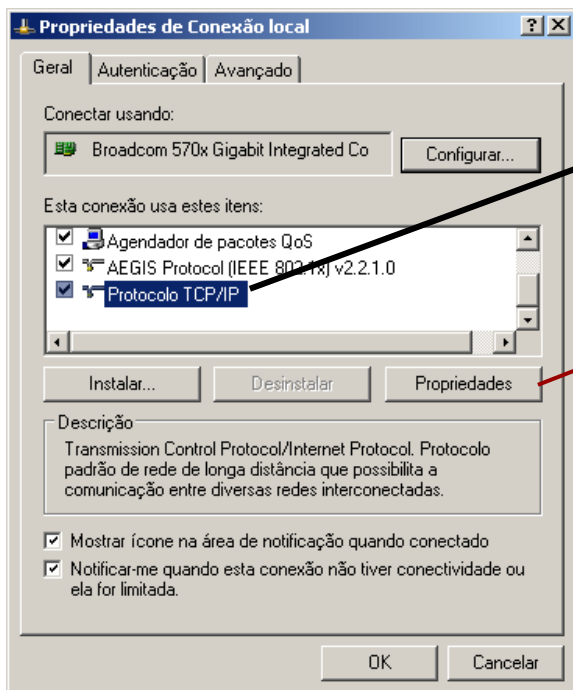 Propriedades de Conexão local
Geral Autenticação Avançado
Conectar usando:
Broadcom 570x Gigabit Integrated Co Configurar...
Esta conexão usa estes itens:
Agendador de pacotes QoS
AEGIS Protocol (IEEE 802.1x) v2.2.1.0
Protocolo TCP/IP
Instalar... Desinstalar Propriedades
Descrição
Transmission Control Protocol/Internet Protocol. Protocolo
padrão de rede de longa distância que possibilita a
comunicação entre diversas redes interconectadas.
Mostrar ícone na área de notificação quando conectado
Notificar-me quando esta conexão não tiver conectividade ou
ela for limitada.
OK Cancelar